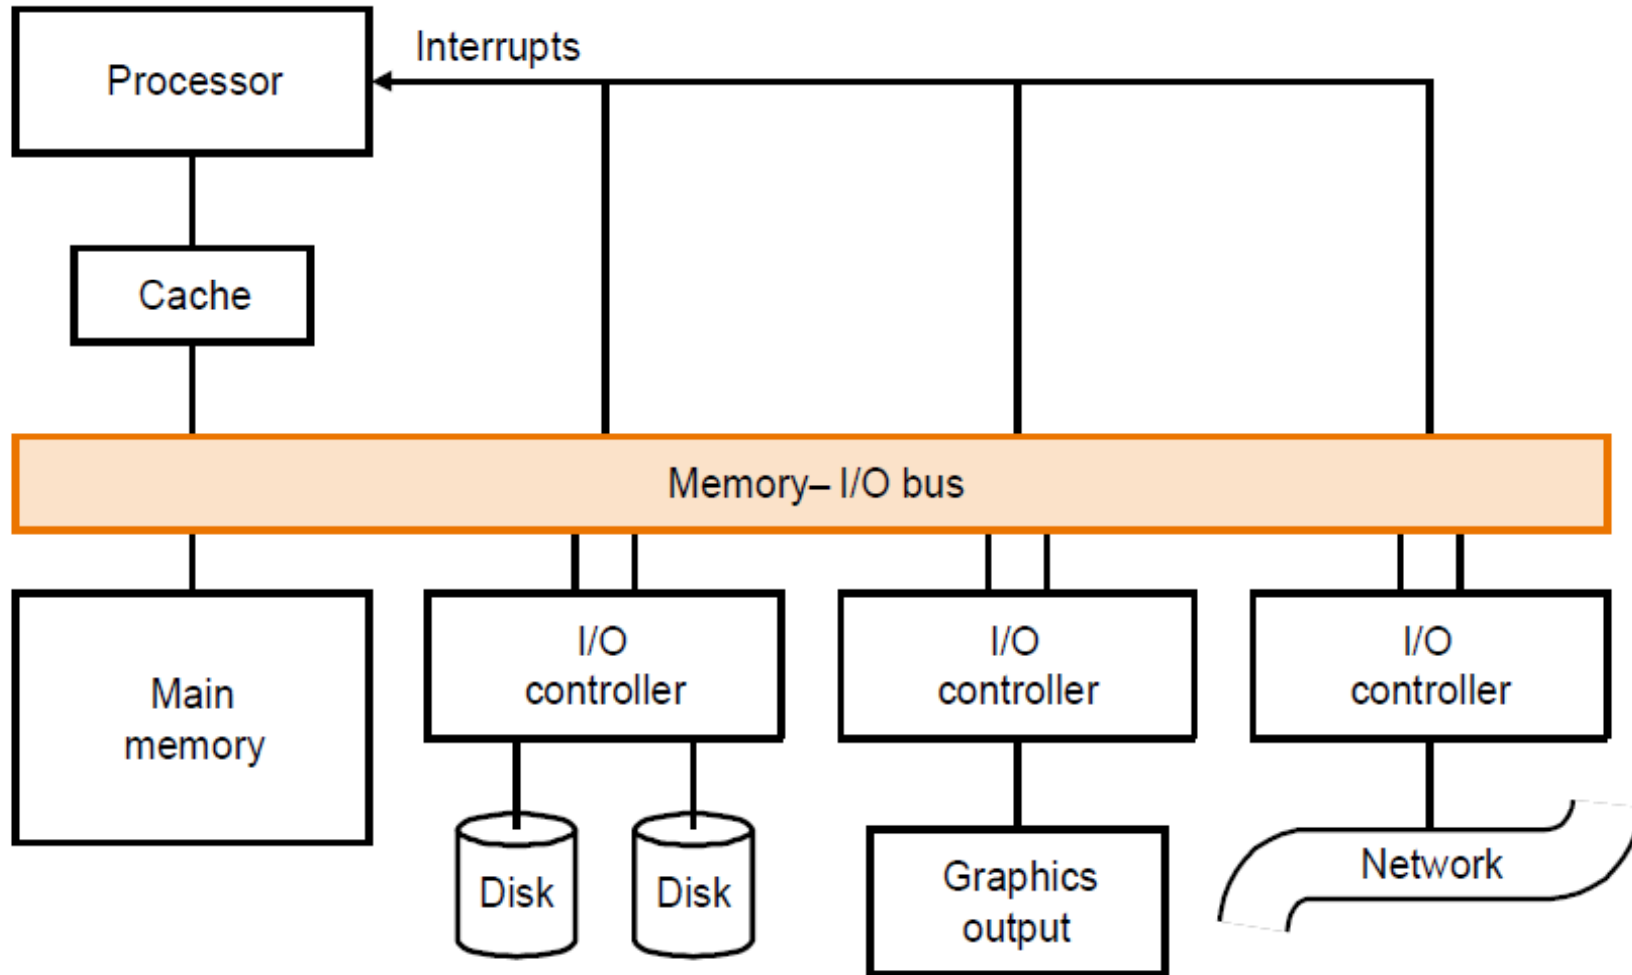 Interrupts
Processor
Cache
Memory– I/O bus
Main
memory
I/O
controller
I/O
controller
I/O
controller
Disk
Disk
Graphics
output
Network